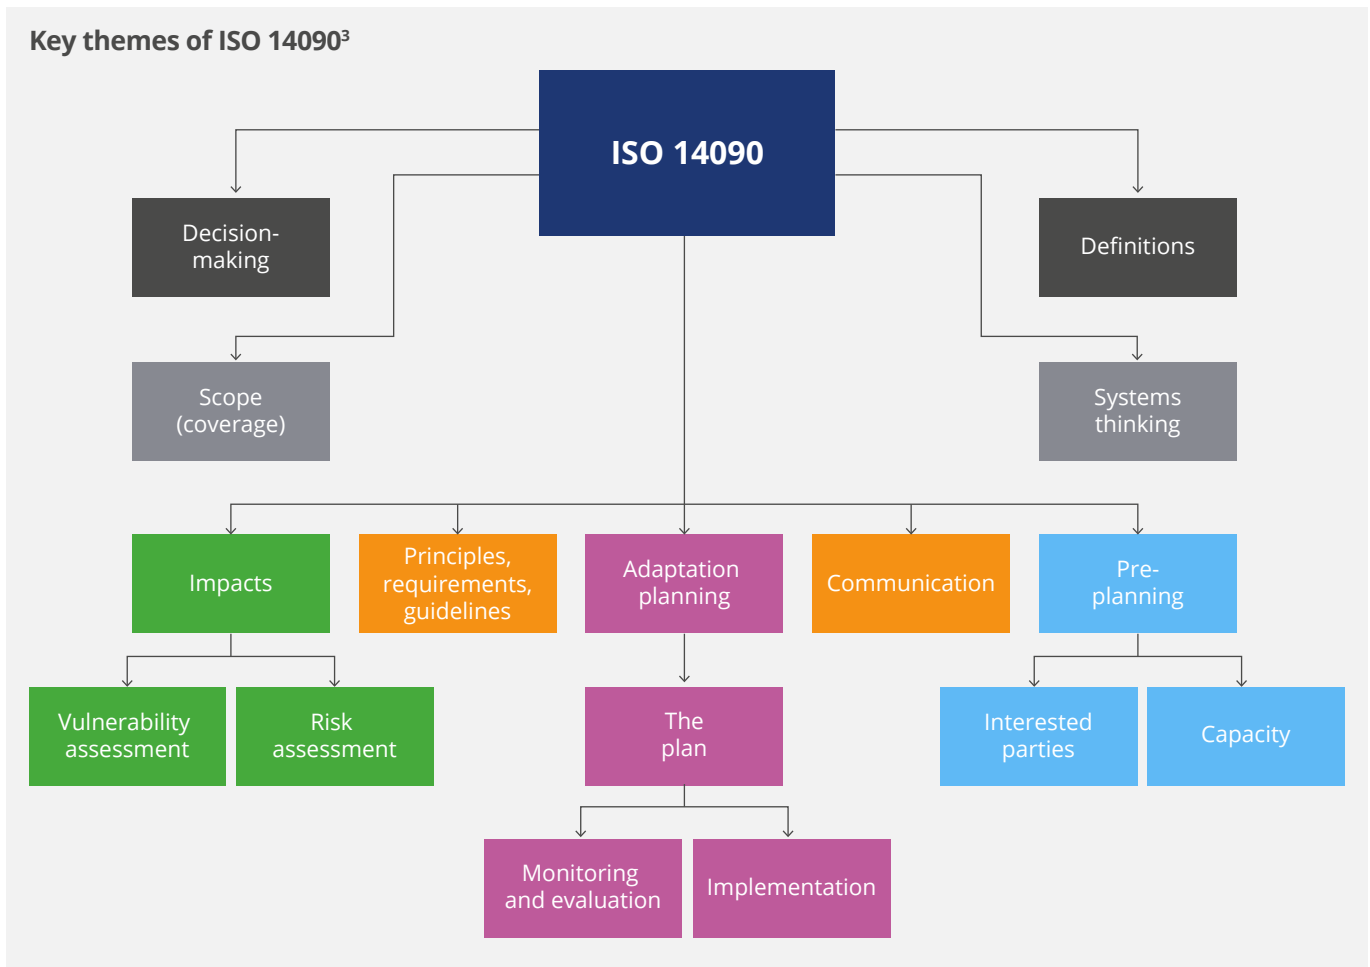 Key themes of ISO 14090³
ISO 14090
Decision-
making
Definitions
Scope
(coverage)
Systems
thinking
Impacts
Principles,
requirements,
guidelines
Adaptation
planning
Communication
Pre-
planning
Vulnerability
assessment
Risk
assessment
The
plan
Interested
parties
Capacity
Monitoring
and evaluation
Implementation